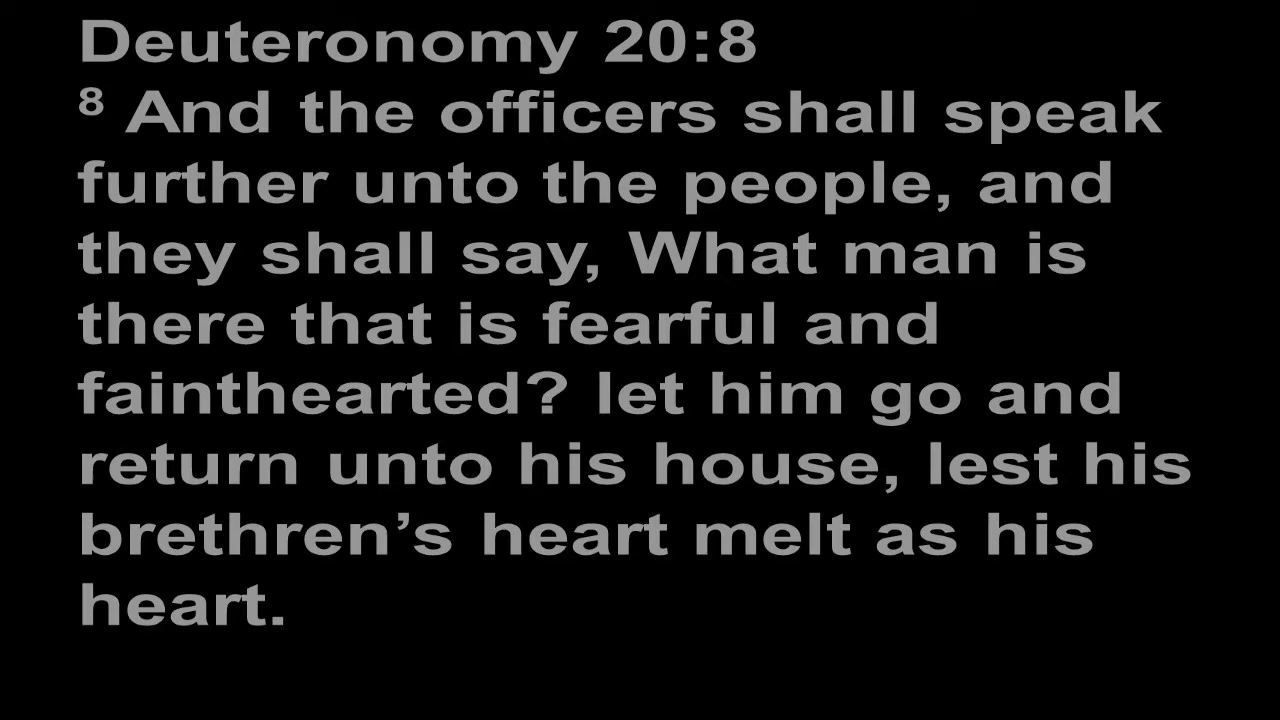 Deuteronomy 20:8
8 And the officers shall speak
further unto the people, and
they shall say, What man is
there that is fearful and
fainthearted? let him go and
return unto his house, lest his
brethren’s heart melt as his
heart.